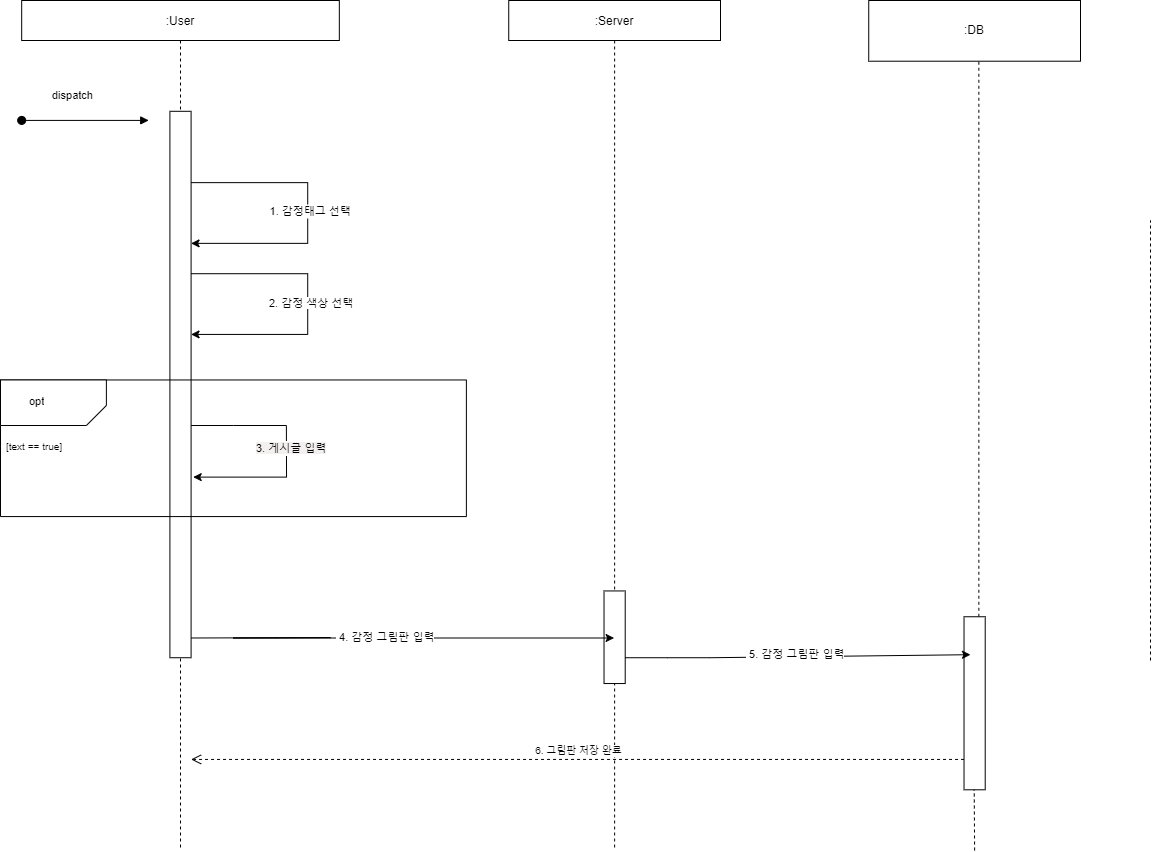 :User
:Server
:DB
dispatch
1. 감정태그 선택
2. 감정 색상 선택
opt
[text == true]
3. 게시글 입력
4. 감정 그림판 입력
5. 감정 그림판 입력
6. 그림판 저장 완료